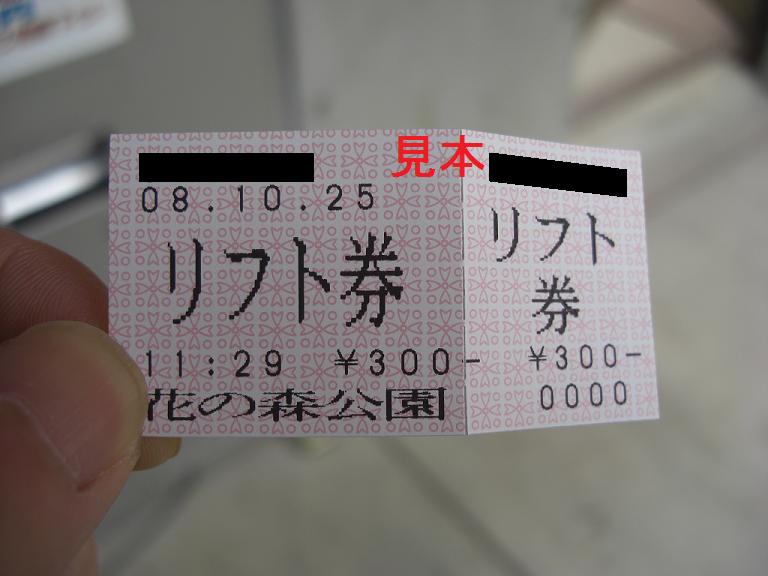 見本
08.10.25
リフト券
11:29 ¥300-
花の森公園
リフト
券
¥300-
0000